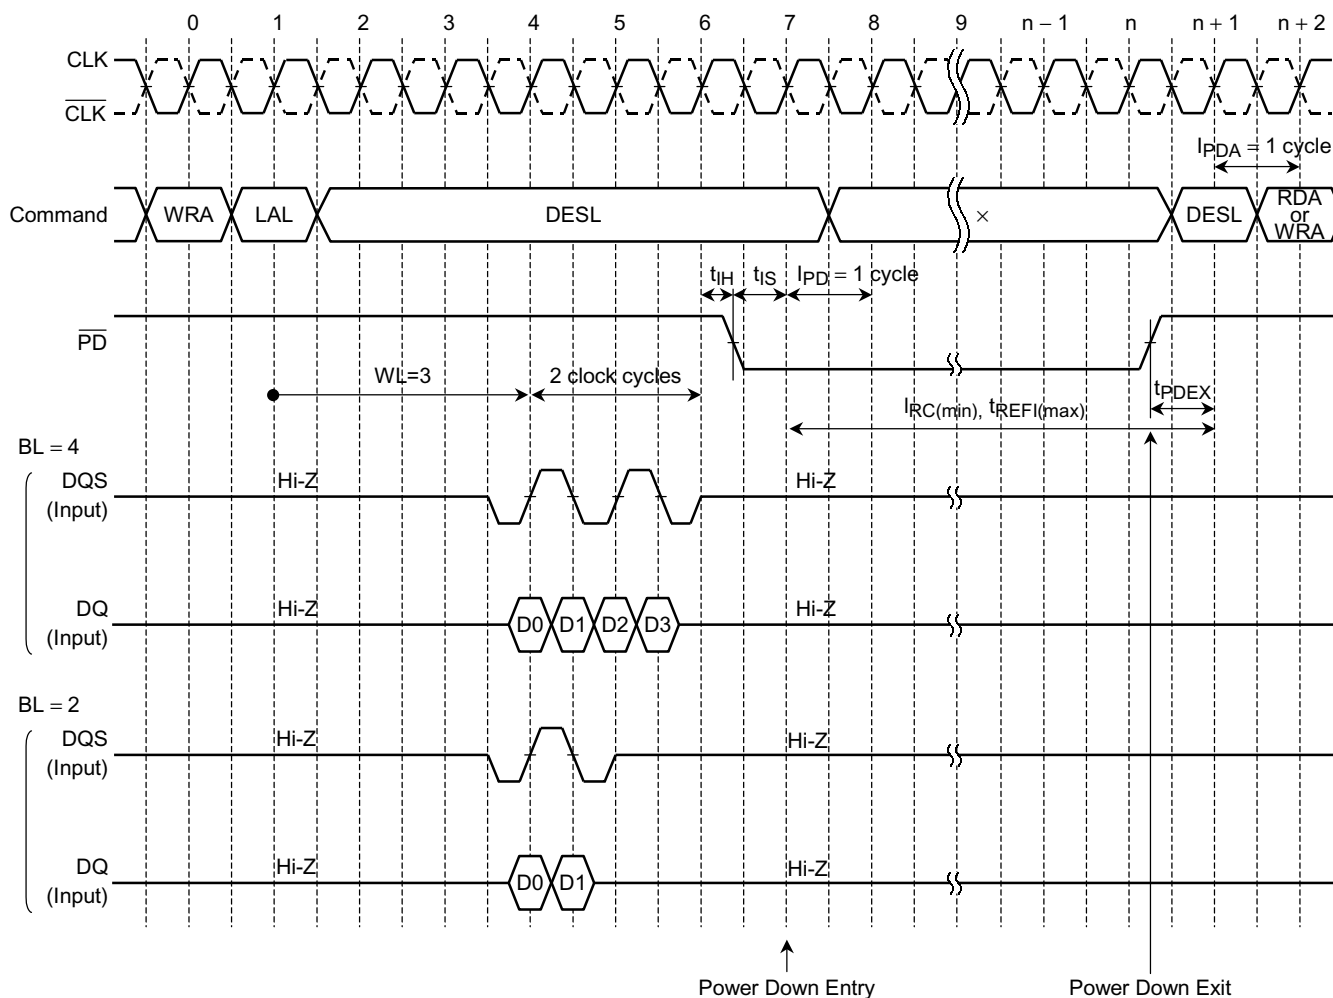 0 1 2 3 4 5 6 7 8 9 n − 1 n n + 1 n + 2
CLK
CLK
IPDA = 1 cycle
Command WRA LAL DESL × DESL RDA or WRA
tIH tIS IPD = 1 cycle
PD
WL=3 2 clock cycles
tPDEX
IRC(min), tREFI(max)
BL = 4
DQS Hi-Z Hi-Z
(Input)
DQ Hi-Z Hi-Z
(Input) D0 D1 D2 D3
BL = 2
DQS Hi-Z Hi-Z
(Input)
DQ Hi-Z Hi-Z
(Input) D0 D1
Power Down Entry Power Down Exit